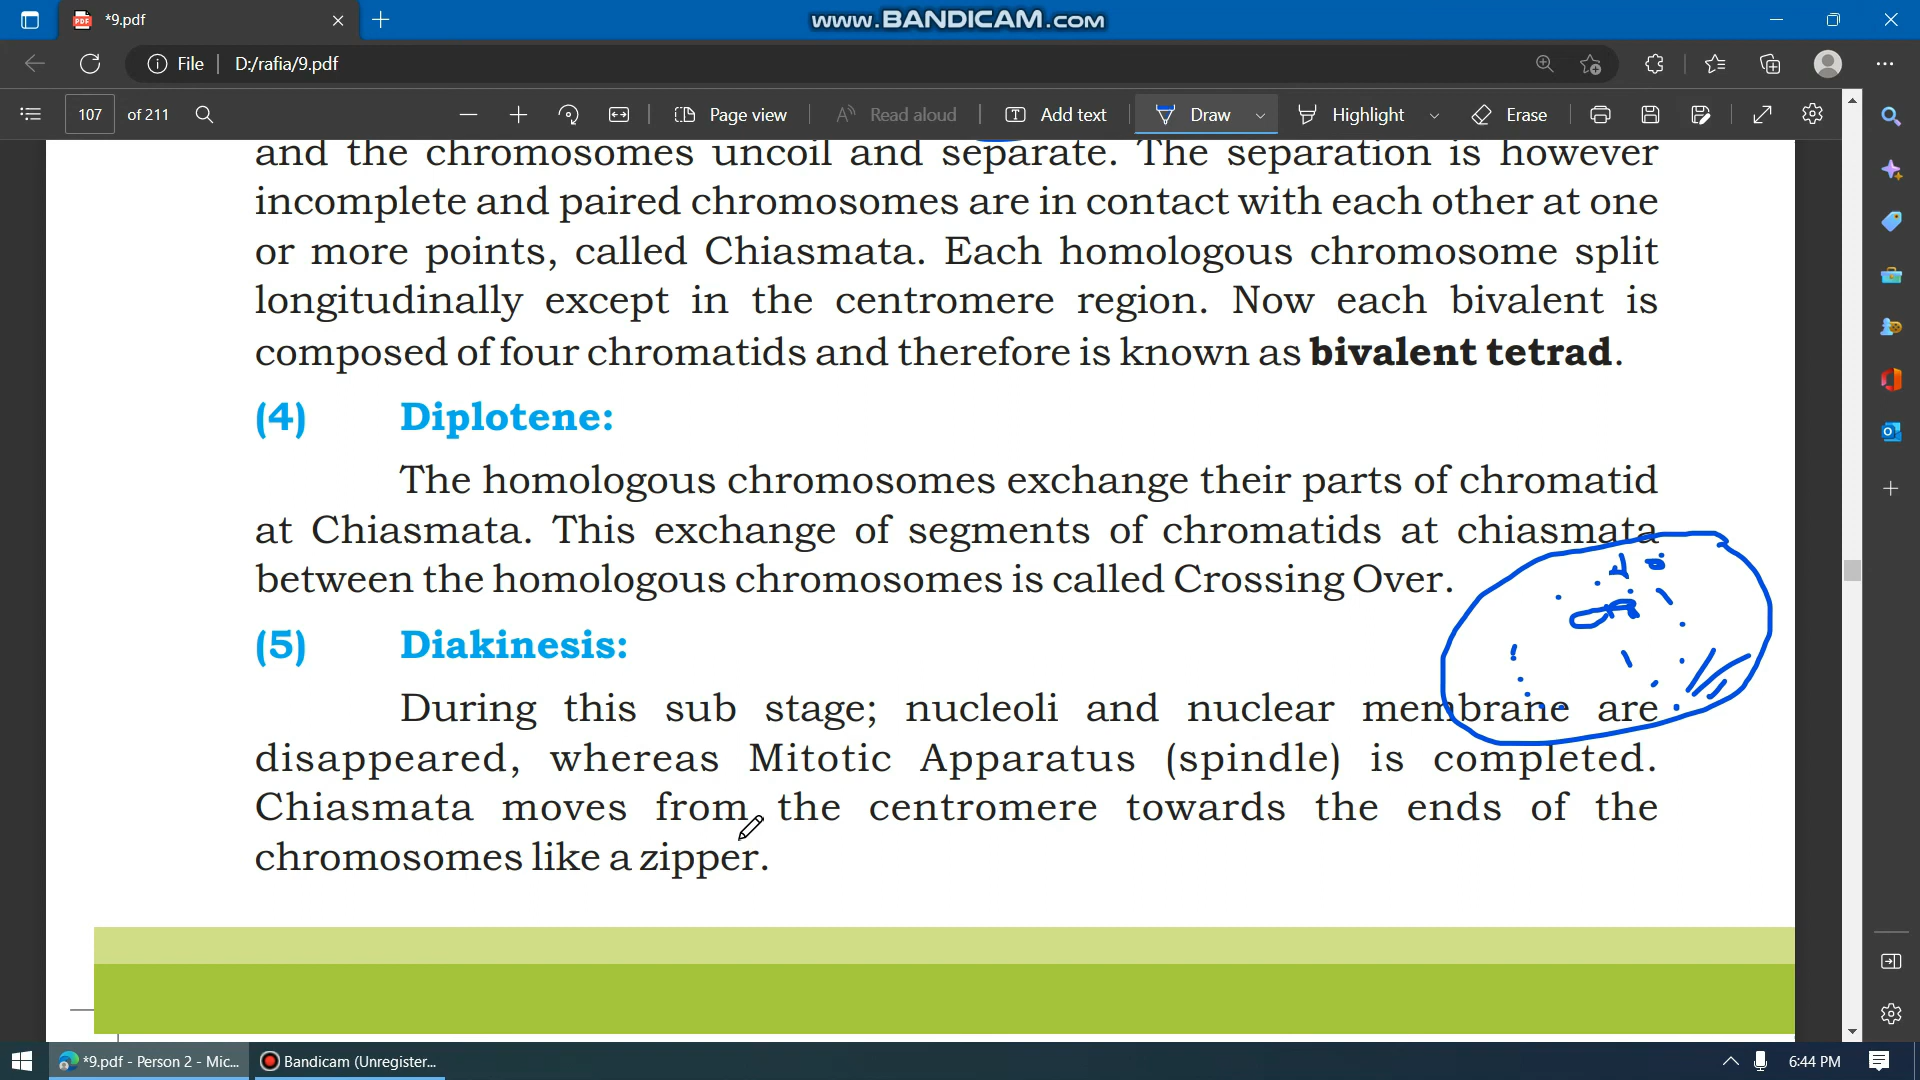 *9.pdf
www.BANDICAM.com
File
D:/rafia/9.pdf
107 of 211
Page view
Read aloud
Add text
Draw
Highlight
Erase
and the chromosomes uncoil and separate. The separation is however
incomplete and paired chromosomes are in contact with each other at one
or more points, called Chiasmata. Each homologous chromosome split
longitudinally except in the centromere region. Now each bivalent is
composed of four chromatids and therefore is known as bivalent tetrad.
(4) Diplotene:
The homologous chromosomes exchange their parts of chromatid
at Chiasmata. This exchange of segments of chromatids at chiasmata
between the homologous chromosomes is called Crossing Over.
(5) Diakinesis:
During this sub stage; nucleoli and nuclear membrane are
disappeared, whereas Mitotic Apparatus (spindle) is completed.
Chiasmata moves from the centromere towards the ends of the
chromosomes like a zipper.
*9.pdf - Person 2 - Mic...
Bandicam (Unregister...
6:44 PM